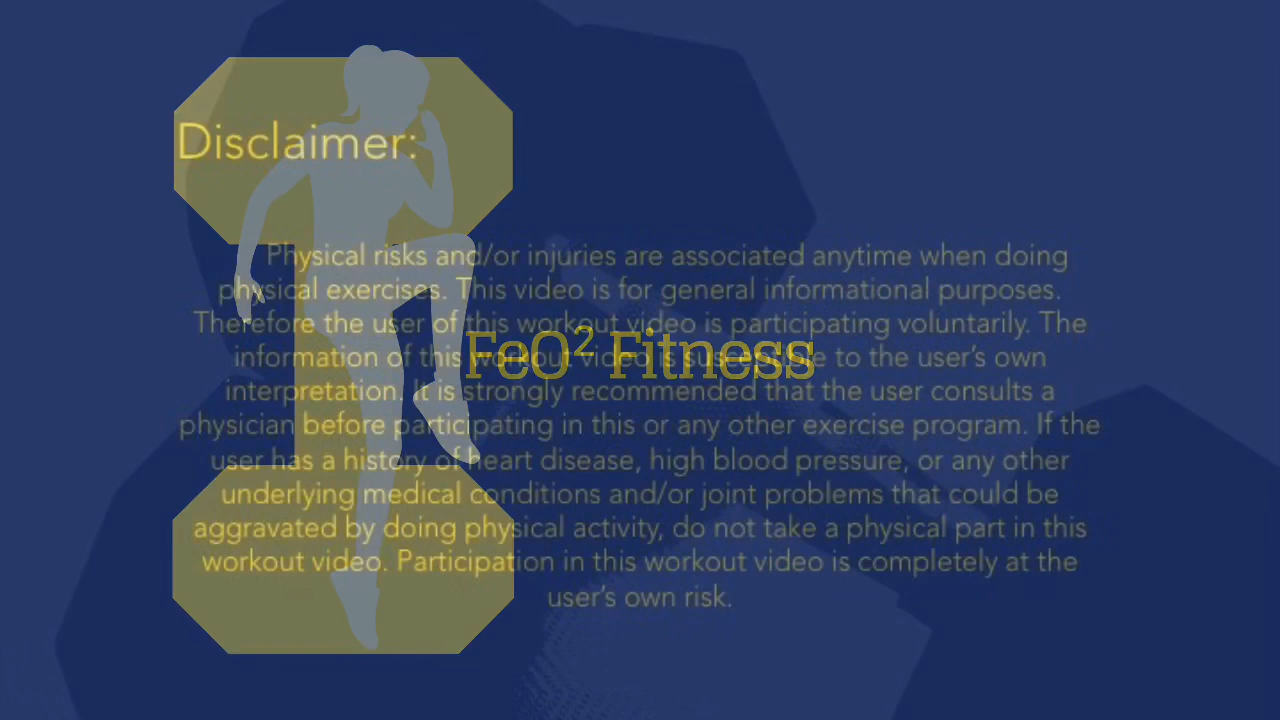 Disclaimer:
Physical risks and/or injuries are associated anytime when doing
physical exercises. This video is for general informational purposes.
Therefore the user of this workout video is participating voluntarily. The
FeO² Fitness
information of this workout video is susceptible to the user's own
interpretation. It is strongly recommended that the user consults a
physician before participating in this or any other exercise program. If the
user has a history of heart disease, high blood pressure, or any other
underlying medical conditions and/or joint problems that could be
aggravated by doing physical activity, do not take a physical part in this
workout video. Participation in this workout video is completely at the
user's own risk.